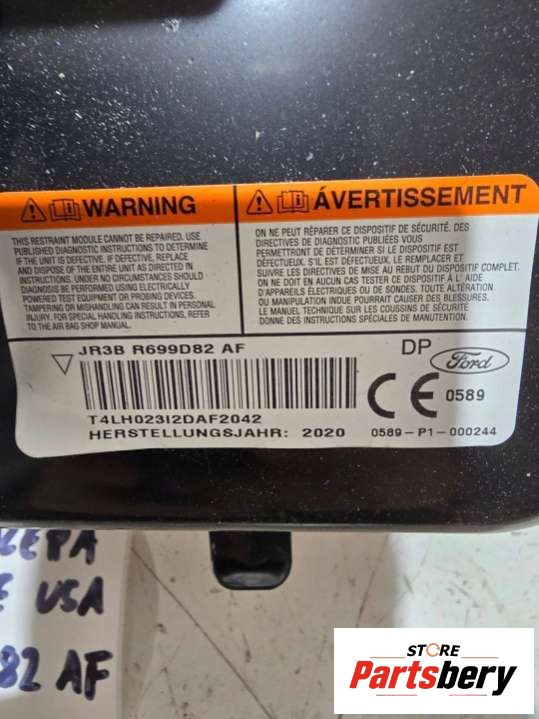 WARNING
THIS RESTRAINT MODULE CANNOT BE REPAIRED. USE
PUBLISHED DIAGNOSTIC INSTRUCTIONS TO DETERMINE
IF THE UNIT IS DEFECTIVE. IF DEFECTIVE, REPLACE
AND DISPOSE OF THE ENTIRE UNIT AS DIRECTED IN
INSTRUCTIONS. UNDER NO CIRCUMSTANCES SHOULD
DIAGNOSIS BE PERFORMED USING ELECTRICALLY
POWERED TEST EQUIPMENT OR PROBING DEVICES.
TAMPERING OR MISHANDLING CAN RESULT IN PERSONAL
INJURY. FOR SPECIAL HANDLING INSTRUCTIONS, REFER
TO THE AIR BAG SHOP MANUAL.
ÁVERTISSEMENT
ON NE PEUT RÉPARER CE DISPOSITIF DE SÉCURITÉ. DES
DIRECTIVES DE DIAGNOSTIC PUBLIÉES VOUS
PERMETTRONT DE DÉTERMINER SI LE DISPOSITIF EST
DÉFECTUEUX. S'IL EST DÉFECTUEUX. LE REMPLACER ET
SUIVRE LES DIRECTIVES DE MISE AU REBUT DU DISPOSITIF COMPLET.
ON NE DOIT EN AUCUN CAS TESTER LE DISPOSITIF À L'AIDE
D'APPAREILS ÉLECTRIQUES OU DE SONDES. TOUTE ALTÉRATION
OU MANIPULATION INDUE POURRAIT CAUSER DES BLESSURES.
LE MANUEL TECHNIQUE SUR LES COUSSINS GONFLABLES
OFFRE DES INSTRUCTIONS SPÉCIALES DE MANUTENTION.
JR3B R699D82 AF
DP
Ford
CE 0589
T4LH023I2DAF2042
HERSTELLUNGSJAHR: 2020
0589-P1-000244
USA
82 AF
STORE
Partsbery